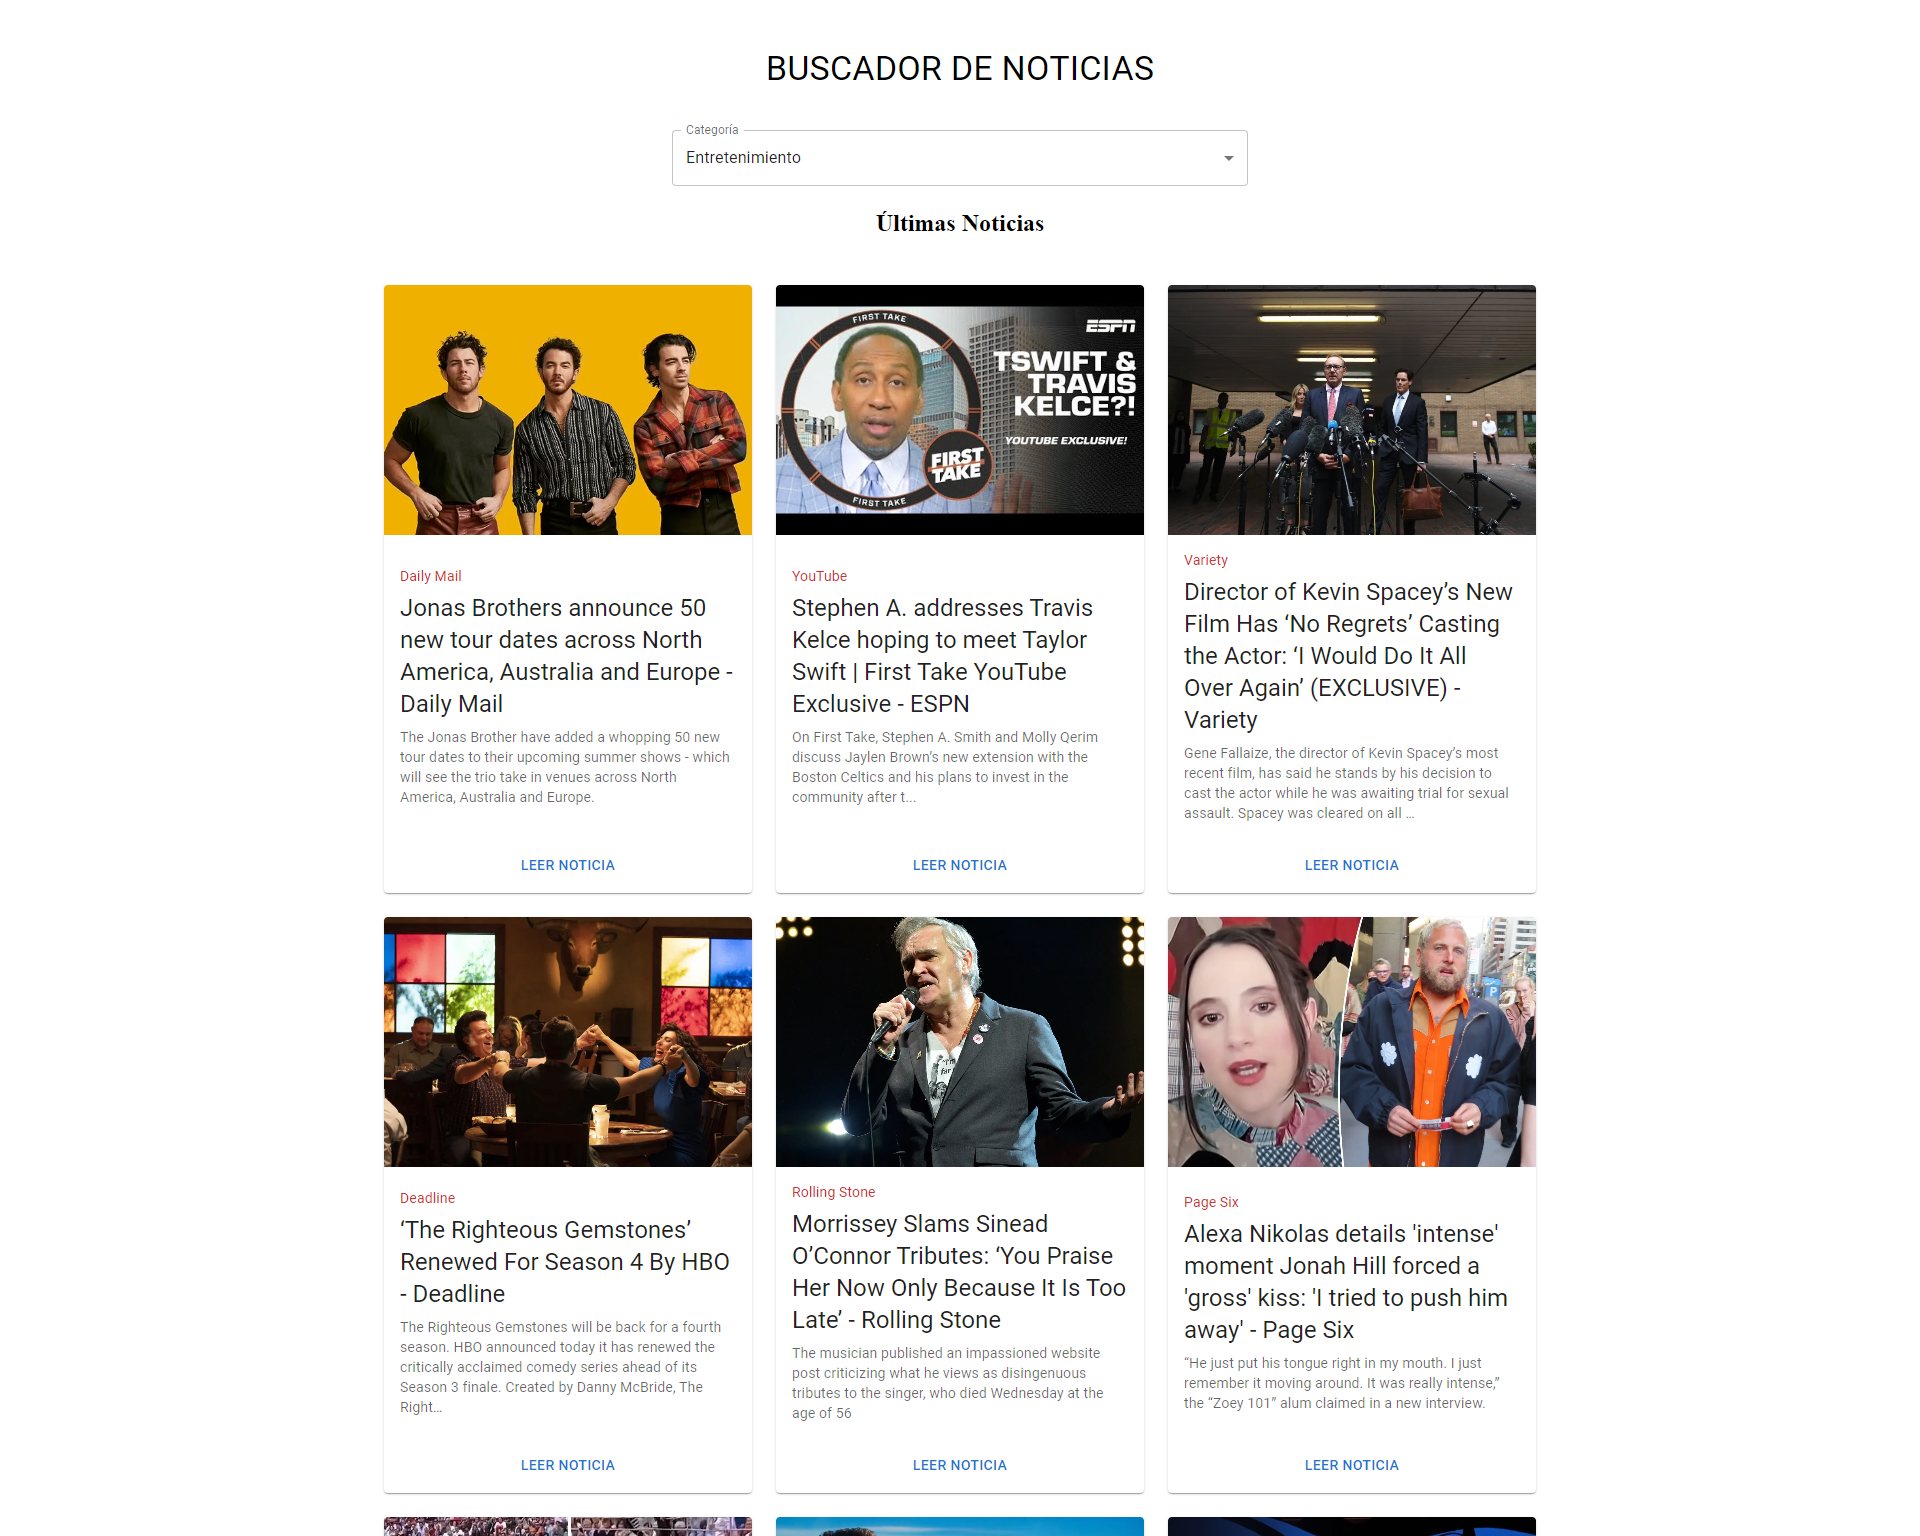 BUSCADOR DE NOTICIAS
Categoría
Entretenimiento
Últimas Noticias
FIRST TAKE
ESPN
TSWIFT &
TRAVIS
KELCE?!
YOUTUBE EXCLUSIVE!
FIRST
TAKE
FIRST TAKE
Daily Mail
Jonas Brothers announce 50
new tour dates across North
America, Australia and Europe -
Daily Mail
The Jonas Brother have added a whopping 50 new
tour dates to their upcoming summer shows - which
will see the trio take in venues across North
America, Australia and Europe.
LEER NOTICIA
YouTube
Stephen A. addresses Travis
Kelce hoping to meet Taylor
Swift | First Take YouTube
Exclusive - ESPN
On First Take, Stephen A. Smith and Molly Qerim
discuss Jaylen Brown’s new extension with the
Boston Celtics and his plans to invest in the
community after t...
LEER NOTICIA
Variety
Director of Kevin Spacey’s New
Film Has ‘No Regrets’ Casting
the Actor: ‘I Would Do It All
Over Again’ (EXCLUSIVE) -
Variety
Gene Fallaize, the director of Kevin Spacey’s most
recent film, has said he stands by his decision to
cast the actor while he was awaiting trial for sexual
assault. Spacey was cleared on all …
LEER NOTICIA
Deadline
‘The Righteous Gemstones’
Renewed For Season 4 By HBO
- Deadline
The Righteous Gemstones will be back for a fourth
season. HBO announced today it has renewed the
critically acclaimed comedy series ahead of its
Season 3 finale. Created by Danny McBride, The
Right…
LEER NOTICIA
Rolling Stone
Morrissey Slams Sinead
O’Connor Tributes: ‘You Praise
Her Now Only Because It Is Too
Late’ - Rolling Stone
The musician published an impassioned website
post criticizing what he views as disingenuous
tributes to the singer, who died Wednesday at the
age of 56
LEER NOTICIA
P
Page Six
Alexa Nikolas details 'intense'
moment Jonah Hill forced a
'gross' kiss: 'I tried to push him
away' - Page Six
“He just put his tongue right in my mouth. I just
remember it moving around. It was really intense,”
the “Zoey 101” alum claimed in a new interview.
LEER NOTICIA